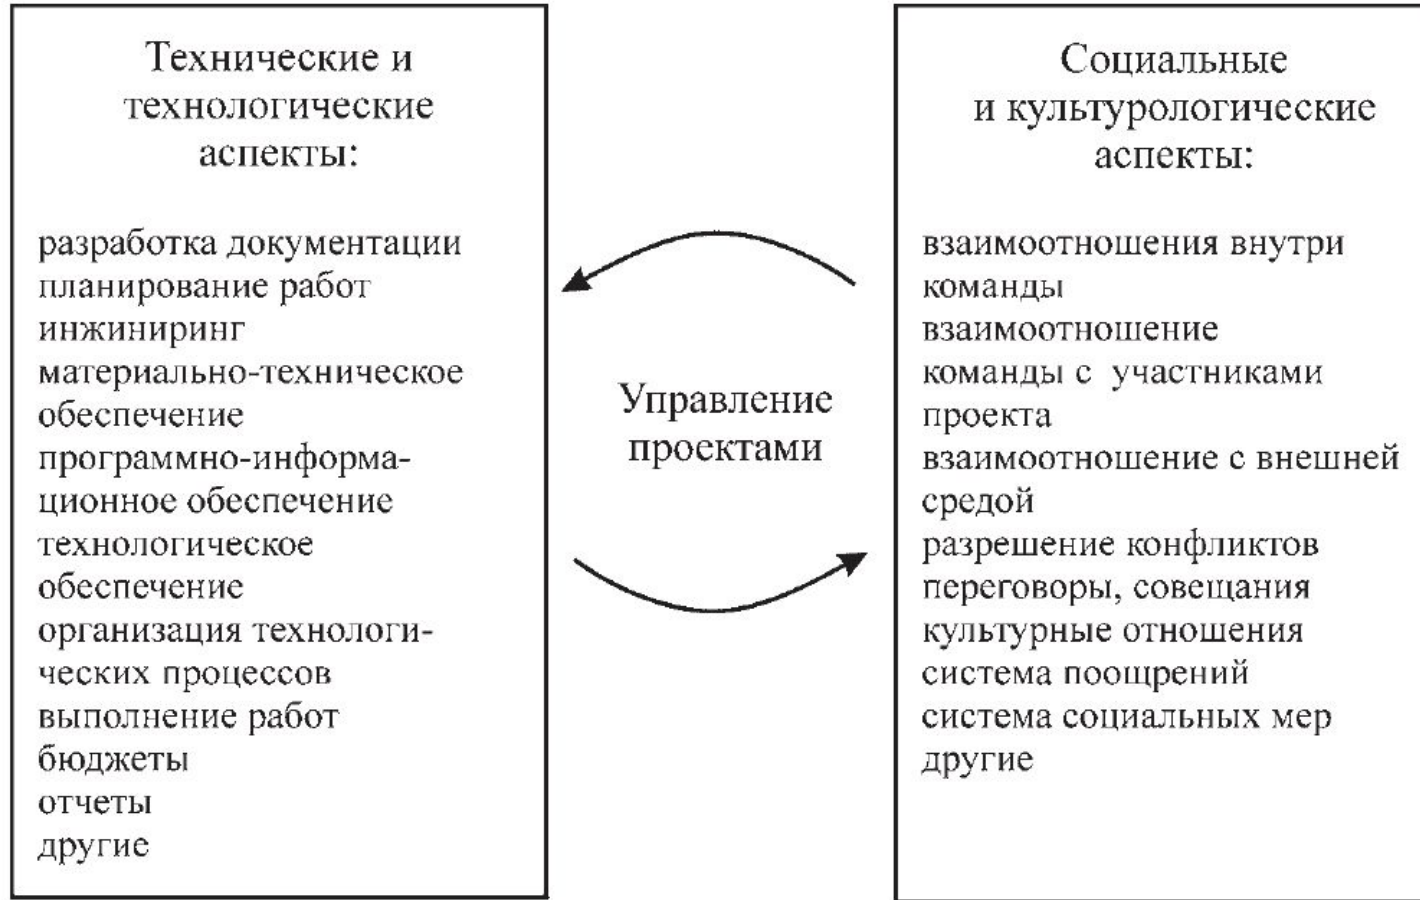 Технические и
технологические
аспекты:
разработка документации
планирование работ
инжиниринг
материально-техническое
обеспечение
программно-информа-
ционное обеспечение
технологическое
обеспечение
организация технологи-
ческих процессов
выполнение работ
бюджеты
отчеты
другие
Управление
проектами
Социальные
и культурологические
аспекты:
взаимоотношения внутри
команды
взаимоотношение
команды с участниками
проекта
взаимоотношение с внешней
средой
разрешение конфликтов
переговоры, совещания
культурные отношения
система поощрений
система социальных мер
другие